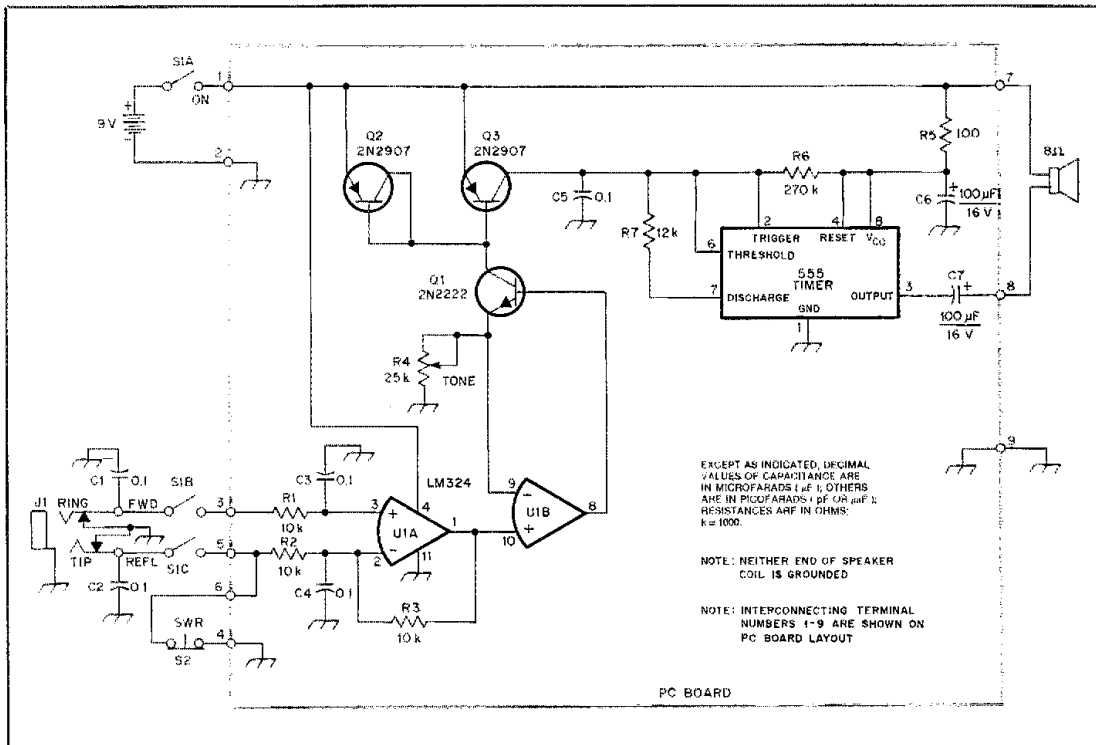 S1A
ON
1
7
9V
2
Q2
2N2907
Q3
2N2907
R5
100
8Ω
C5
0.1
R6
270 k
C6
100 µF
16 V
R7
12k
2
4
8
TRIGGER
RESET
VCC
6
THRESHOLD
555
TIMER
7
DISCHARGE
OUTPUT
3
GND
1
C7
100 µF
16 V
8
Q1
2N2222
R4
25k
TONE
9
C1
0.1
C3
0.1
LM324
J1
RING
FWD
S1B
3
R1
10k
3
+
4
U1A
1
9
-
U1B
8
10
+
TIP
REFL
S1C
5
R2
10k
2
-
11
C2
0.1
C4
0.1
6
R3
10k
SWR
S2
4
EXCEPT AS INDICATED, DECIMAL
VALUES OF CAPACITANCE ARE
IN MICROFARADS ( µF ); OTHERS
ARE IN PICOFARADS ( pF OR µµF );
RESISTANCES ARE IN OHMS;
k = 1000.
NOTE: NEITHER END OF SPEAKER
COIL IS GROUNDED
NOTE: INTERCONNECTING TERMINAL
NUMBERS 1-9 ARE SHOWN ON
PC BOARD LAYOUT
PC BOARD